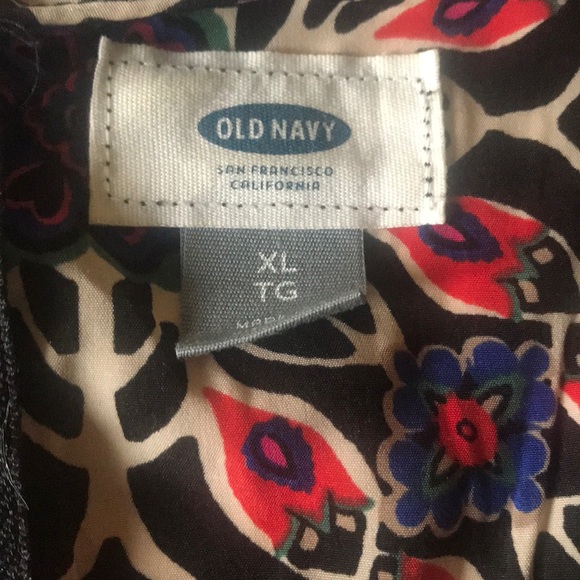 OLD NAVY
SAN FRANCISCO
CALIFORNIA
XL
TG